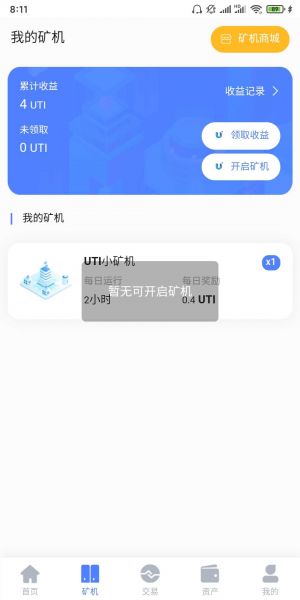 8:11
我的矿机
矿机商城
累计收益
4 UTI
收益记录
未领取
0 UTI
领取收益
开启矿机
我的矿机
UTI小矿机
x1
每日运行
每日奖励
暂无可开启矿机
2小时
0.4 UTI
首页
矿机
交易
资产
我的